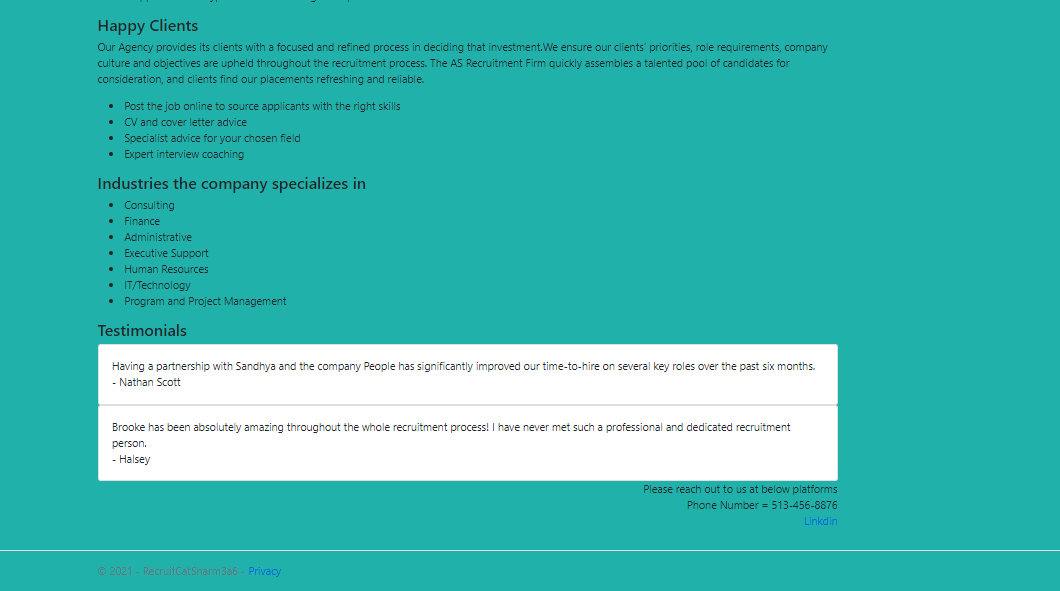 Happy Clients
Our Agency provides its clients with a focused and refined process in deciding that investment.We ensure our clients' priorities, role requirements, company
culture and objectives are upheld throughout the recruitment process. The AS Recruitment Firm quickly assembles a talented pool of candidates for
consideration, and clients find our placements refreshing and reliable.
• Post the job online to source applicants with the right skills
• CV and cover letter advice
• Specialist advice for your chosen field
• Expert interview coaching
Industries the company specializes in
• Consulting
• Finance
• Administrative
• Executive Support
• Human Resources
• IT/Technology
• Program and Project Management
Testimonials
Having a partnership with Sandhya and the company People has significantly improved our time-to-hire on several key roles over the past six months.
- Nathan Scott
Brooke has been absolutely amazing throughout the whole recruitment process! I have never met such a professional and dedicated recruitment
person.
- Halsey
Please reach out to us at below platforms
Phone Number = 513-456-8876
Linkdin
© 2021 - RecruitCatSharm3a6 - Privacy